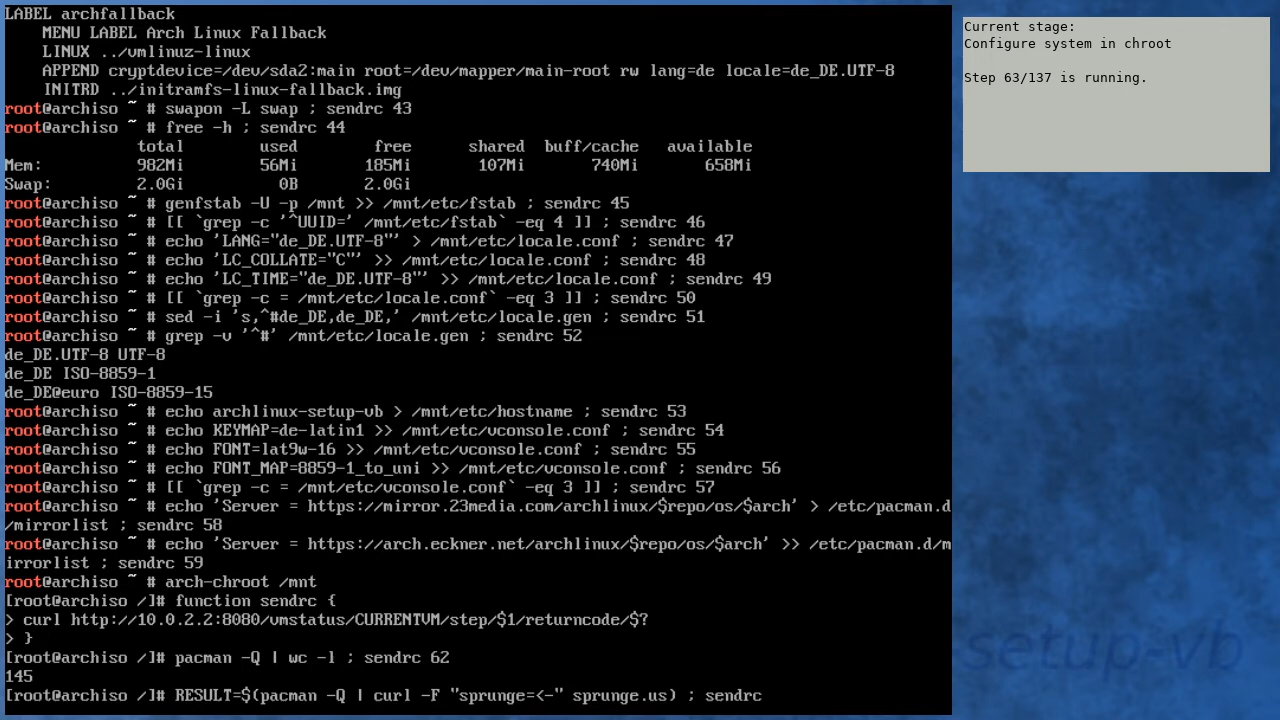 LABEL archfallback
    MENU LABEL Arch Linux Fallback
    LINUX ../vmlinuz-linux
    APPEND cryptdevice=/dev/sda2:main root=/dev/mapper/main-root rw lang=de locale=de_DE.UTF-8
    INITRD ../initramfs-linux-fallback.img
root@archiso ~ # swapon -L swap ; sendrc 43
root@archiso ~ # free -h ; sendrc 44
              total        used        free      shared  buff/cache   available
Mem:          982Mi        56Mi       185Mi       107Mi       740Mi       658Mi
Swap:         2.0Gi          0B       2.0Gi
root@archiso ~ # genfstab -U -p /mnt >> /mnt/etc/fstab ; sendrc 45
root@archiso ~ # [[ `grep -c '^UUID=' /mnt/etc/fstab` -eq 4 ]] ; sendrc 46
root@archiso ~ # echo 'LANG="de_DE.UTF-8"' > /mnt/etc/locale.conf ; sendrc 47
root@archiso ~ # echo 'LC_COLLATE="C"' >> /mnt/etc/locale.conf ; sendrc 48
root@archiso ~ # echo 'LC_TIME="de_DE.UTF-8"' >> /mnt/etc/locale.conf ; sendrc 49
root@archiso ~ # [[ `grep -c = /mnt/etc/locale.conf` -eq 3 ]] ; sendrc 50
root@archiso ~ # sed -i 's,^#de_DE,de_DE,' /mnt/etc/locale.gen ; sendrc 51
root@archiso ~ # grep -v '^#' /mnt/etc/locale.gen ; sendrc 52
de_DE.UTF-8 UTF-8
de_DE ISO-8859-1
de_DE@euro ISO-8859-15
root@archiso ~ # echo archlinux-setup-vb > /mnt/etc/hostname ; sendrc 53
root@archiso ~ # echo KEYMAP=de-latin1 >> /mnt/etc/vconsole.conf ; sendrc 54
root@archiso ~ # echo FONT=lat9w-16 >> /mnt/etc/vconsole.conf ; sendrc 55
root@archiso ~ # echo FONT_MAP=8859-1_to_uni >> /mnt/etc/vconsole.conf ; sendrc 56
root@archiso ~ # [[ `grep -c = /mnt/etc/vconsole.conf` -eq 3 ]] ; sendrc 57
root@archiso ~ # echo 'Server = https://mirror.23media.com/archlinux/$repo/os/$arch' > /etc/pacman.d
/mirrorlist ; sendrc 58
root@archiso ~ # echo 'Server = https://arch.eckner.net/archlinux/$repo/os/$arch' >> /etc/pacman.d/m
irrorlist ; sendrc 59
root@archiso ~ # arch-chroot /mnt
[root@archiso /]# function sendrc {
> curl http://10.0.2.2:8080/vmstatus/CURRENTVM/step/$1/returncode/$?
> }
[root@archiso /]# pacman -Q | wc -l ; sendrc 62
145
[root@archiso /]# RESULT=$(pacman -Q | curl -F "sprunge=<-" sprunge.us) ; sendrc
Current stage:
Configure system in chroot

Step 63/137 is running.
setup-vb